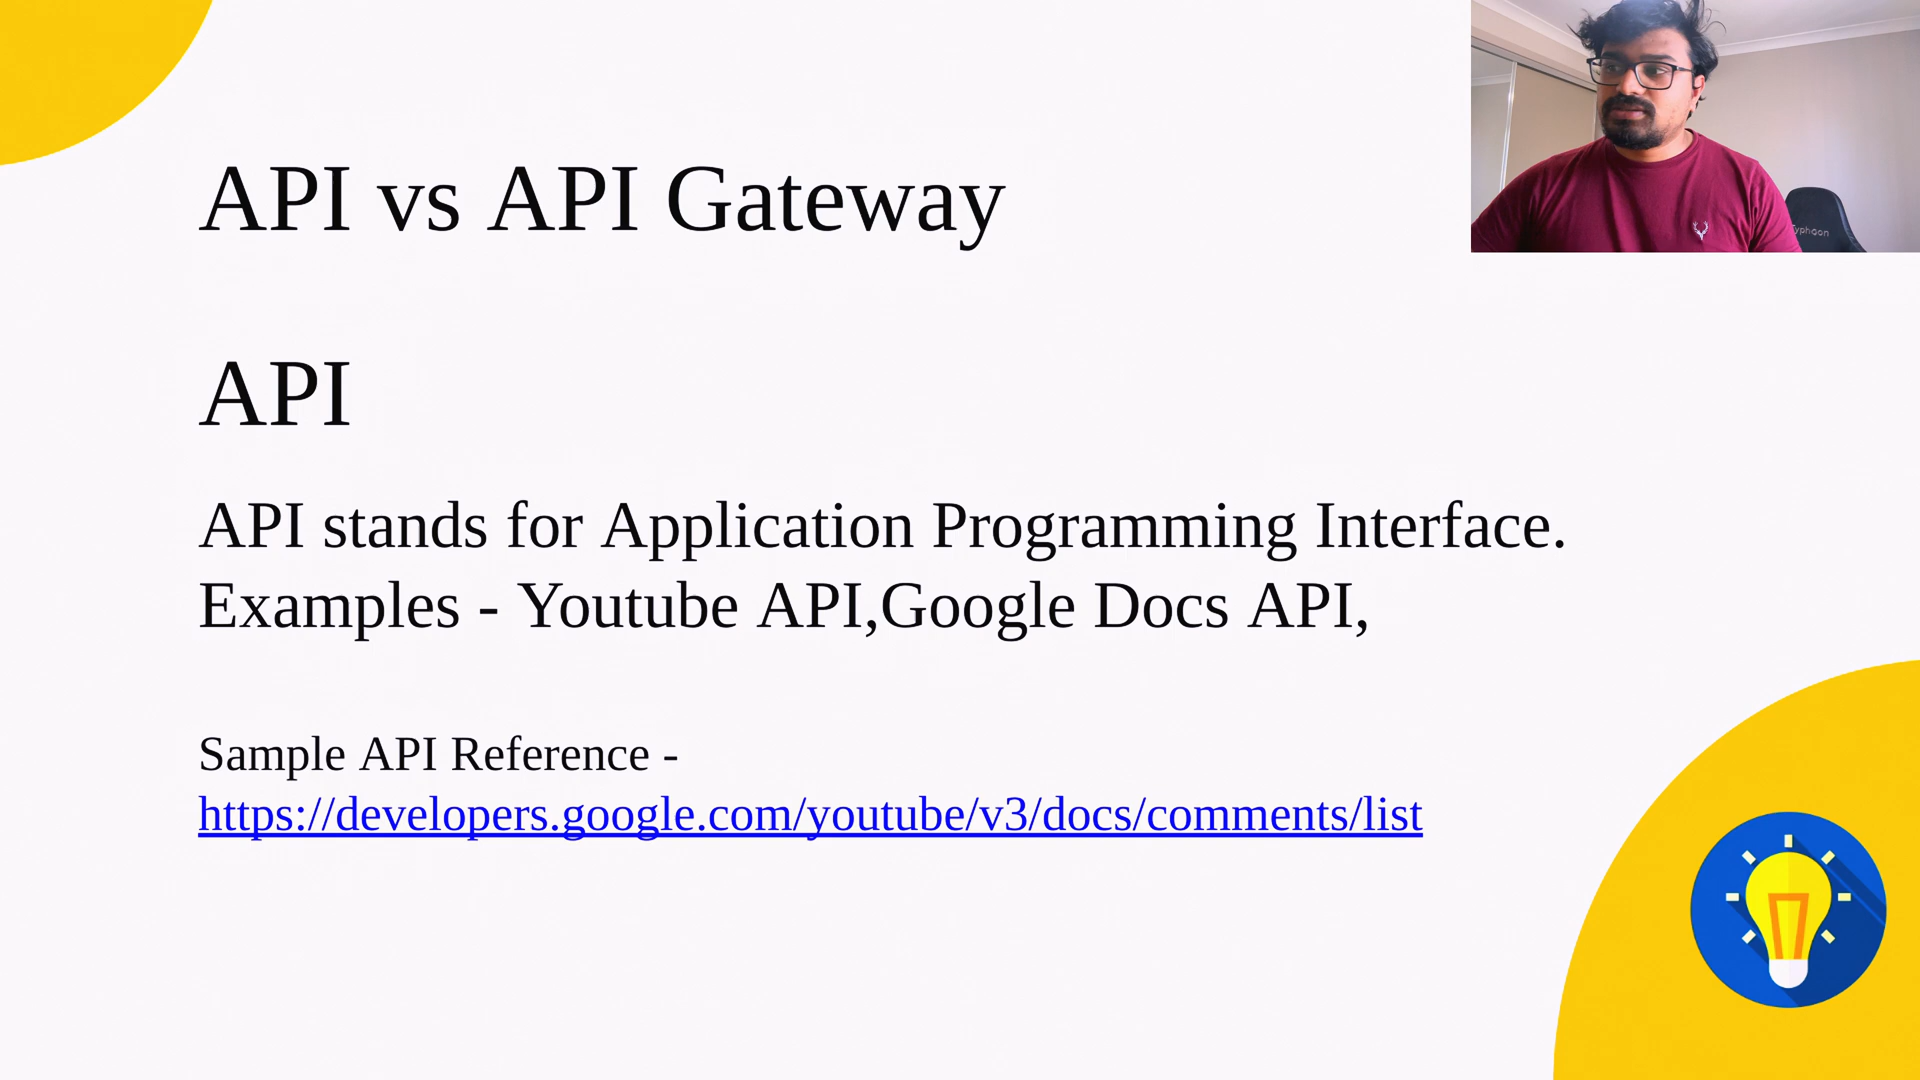 API vs API Gateway
API
API stands for Application Programming Interface.
Examples - Youtube API,Google Docs API,
Sample API Reference -
https://developers.google.com/youtube/v3/docs/comments/list
Typhoon